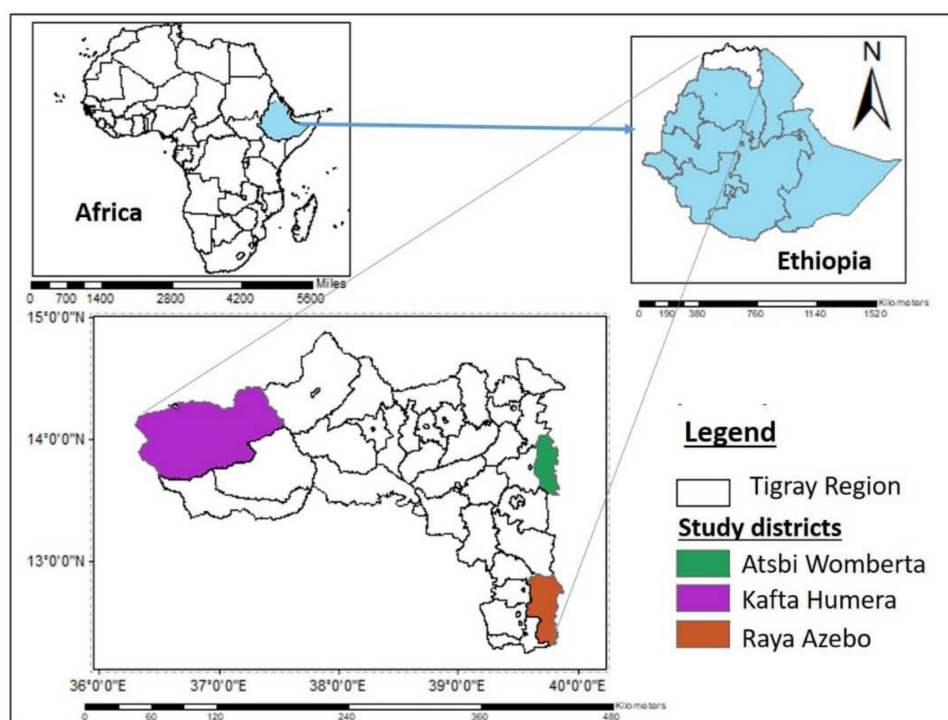 N
Africa
Ethiopia
Miles
0 700 1400 2800 4200 5600
Kilometers
0 190 380 760 1140 1520
15°0'0"N
14°0'0"N
13°0'0"N
36°0'0"E 37°0'0"E 38°0'0"E 39°0'0"E 40°0'0"E
Kilometers
0 60 120 240 360 480
Legend
Tigray Region
Study districts
Atsbi Womberta
Kafta Humera
Raya Azebo